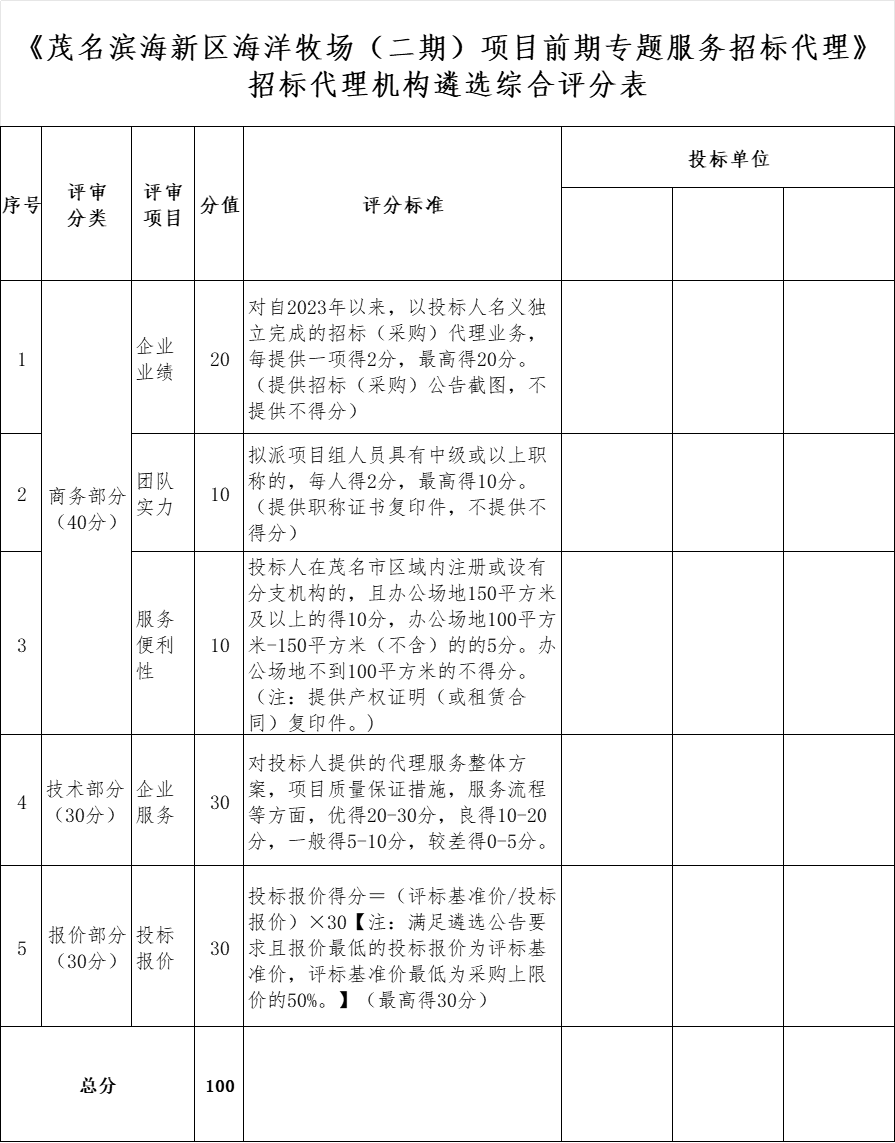 《茂名滨海新区海洋牧场（二期）项目前期专题服务招标代理》
招标代理机构遴选综合评分表
序号
评审
分类
评审
项目
分值
评分标准
投标单位
1
商务部分
（40分）
企业
业绩
20
对自2023年以来，以投标人名义独
立完成的招标（采购）代理业务，
每提供一项得2分，最高得20分。
（提供招标（采购）公告截图，不
提供不得分）
2
团队
实力
10
拟派项目组人员具有中级或以上职
称的，每人得2分，最高得10分。
（提供职称证书复印件，不提供不
得分）
3
服务
便利
性
10
投标人在茂名市区域内注册或设有
分支机构的，且办公场地150平方米
及以上的得10分，办公场地100平方
米-150平方米（不含）的的5分。办
公场地不到100平方米的不得分。
（注：提供产权证明（或租赁合
同）复印件。)
4
技术部分
（30分）
企业
服务
30
对投标人提供的代理服务整体方
案，项目质量保证措施，服务流程
等方面，优得20-30分，良得10-20
分，一般得5-10分，较差得0-5分。
5
报价部分
（30分）
投标
报价
30
投标报价得分＝（评标基准价/投标
报价）×30【注：满足遴选公告要
求且报价最低的投标报价为评标基
准价，评标基准价最低为采购上限
价的50%。】（最高得30分）
总分
100